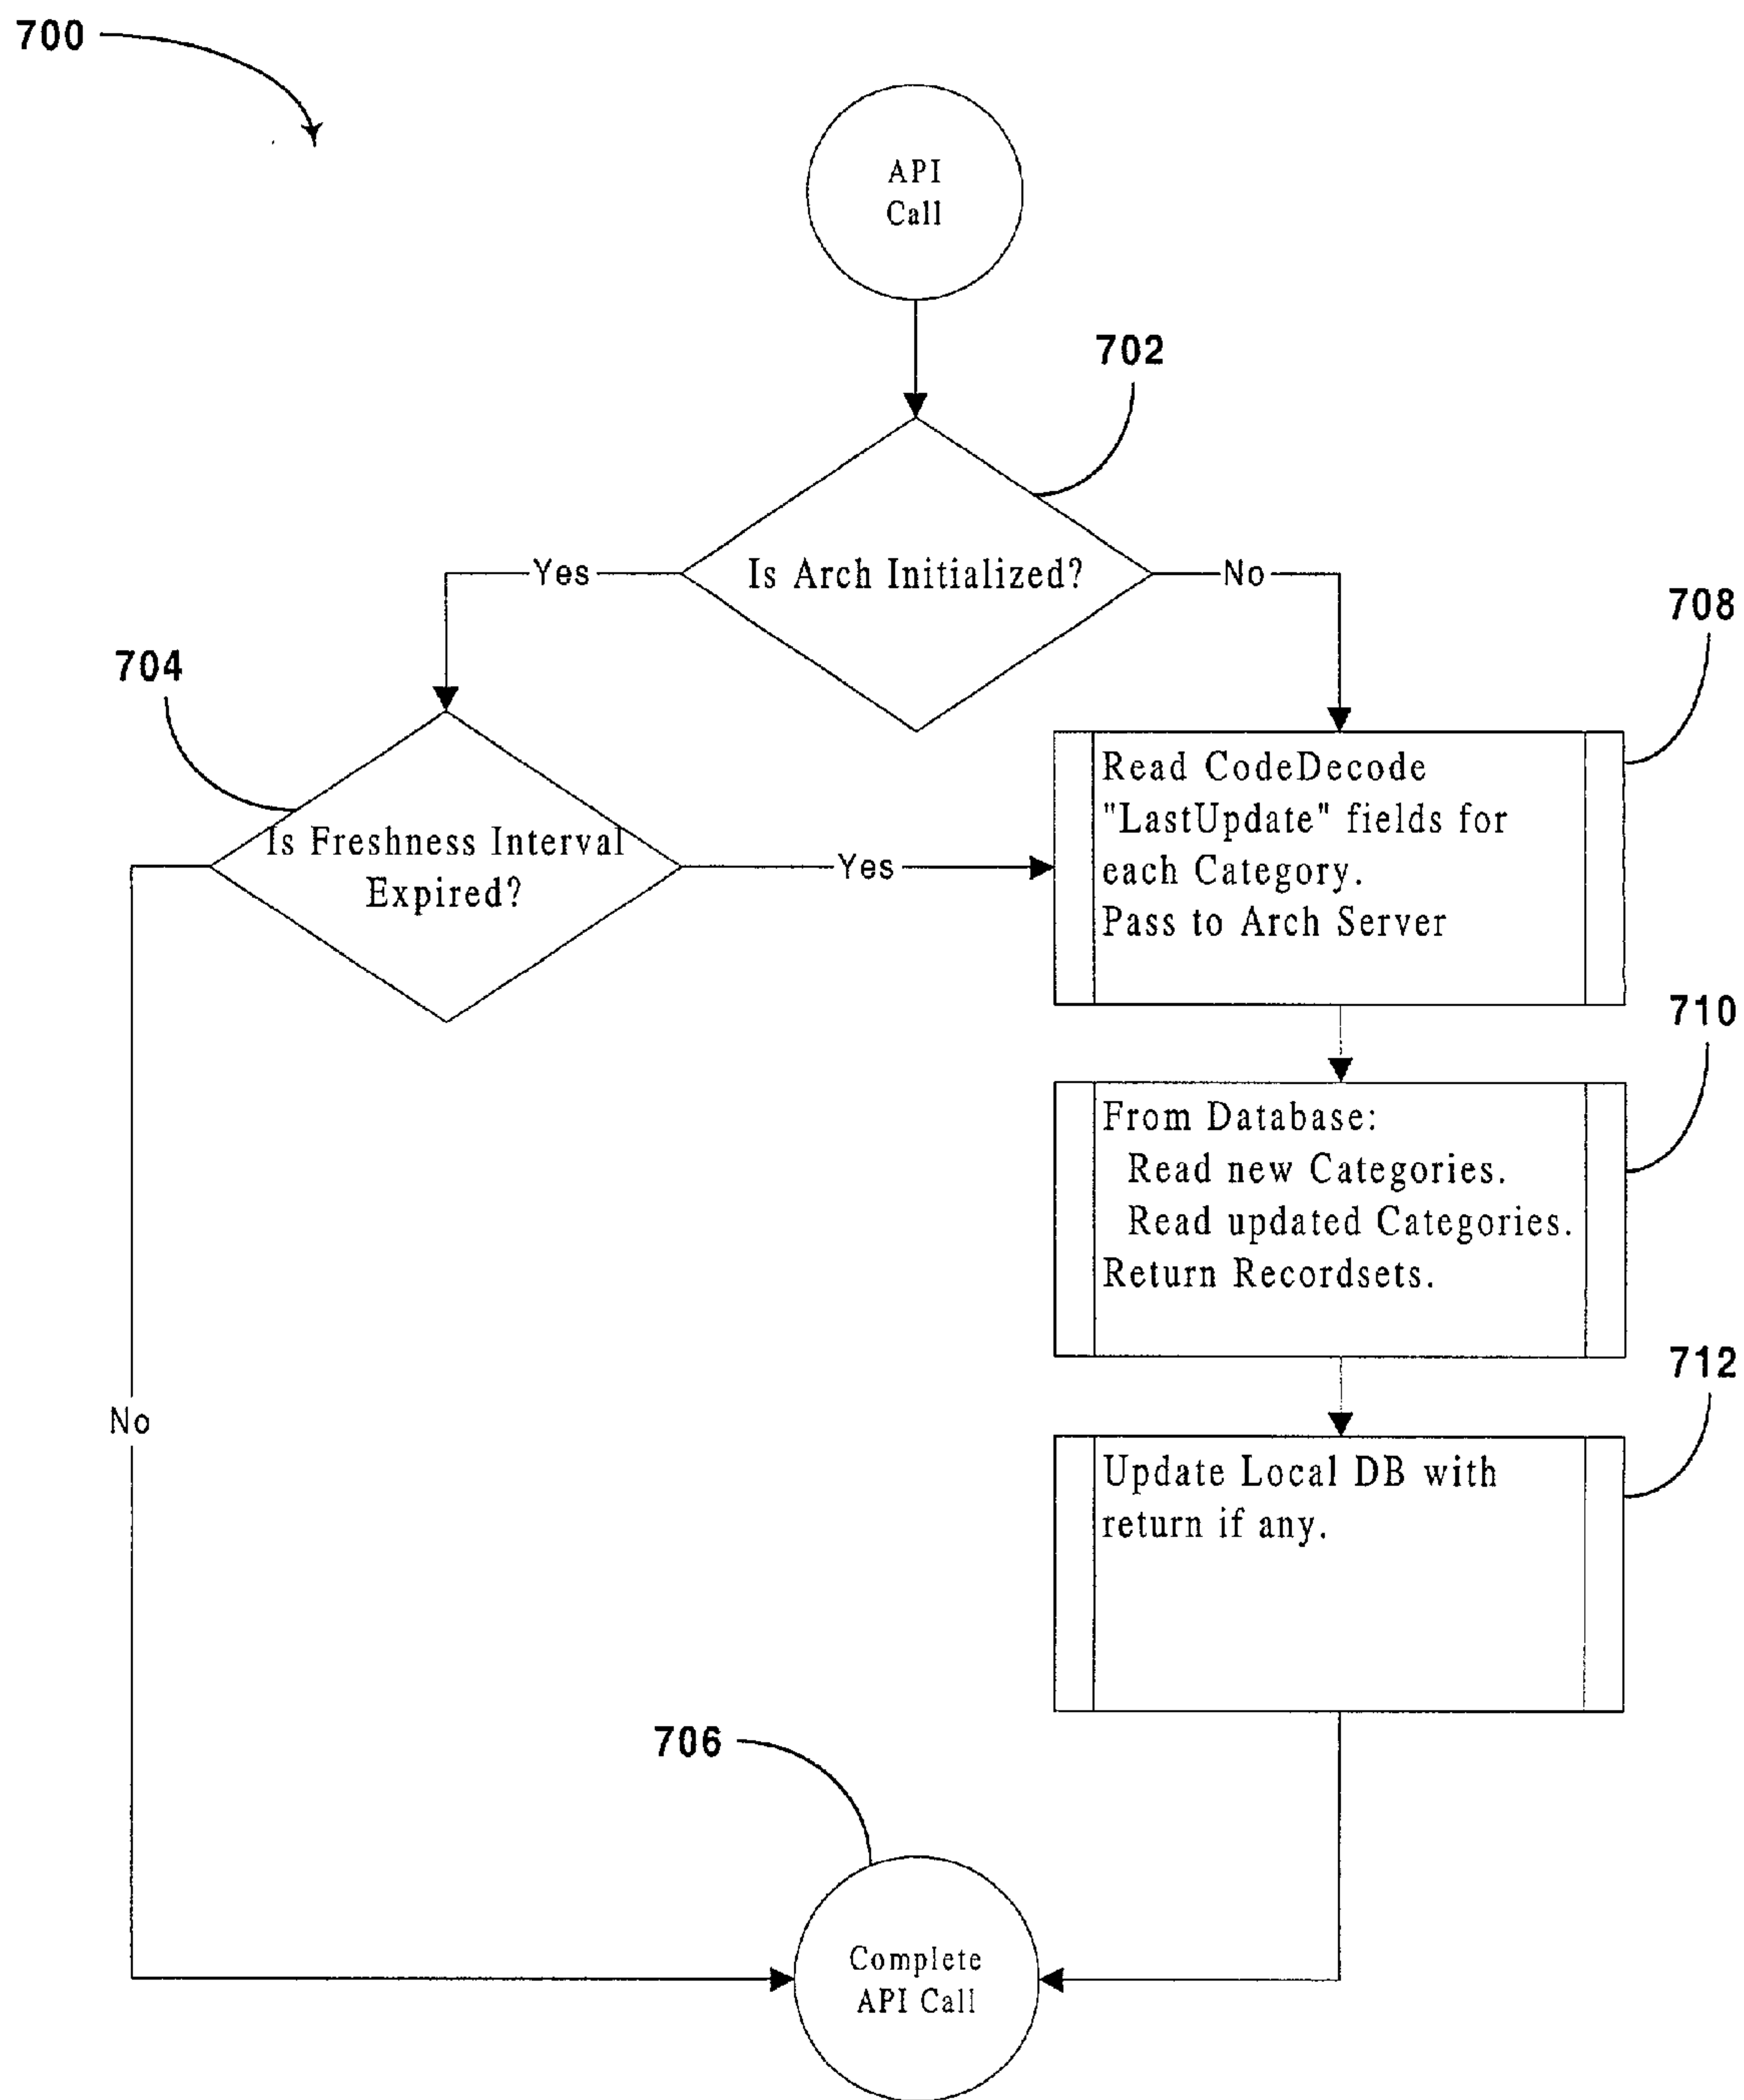 700
API
Call
702
Is Arch Initialized?
Yes
No
708
704
Read CodeDecode
"LastUpdate" fields for
each Category.
Pass to Arch Server
Is Freshness Interval
Expired?
Yes
710
From Database:
Read new Categories.
Read updated Categories.
Return Recordsets.
712
No
Update Local DB with
return if any.
706
Complete
API Call